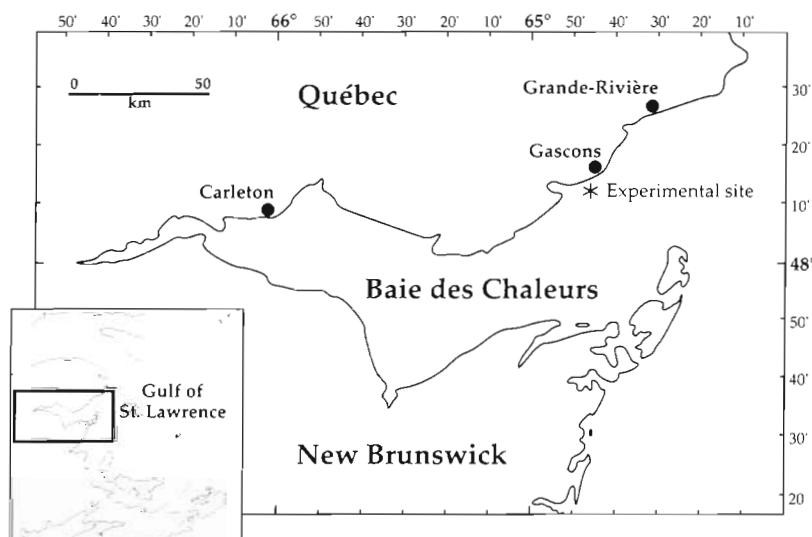 50' 40' 30' 20' 10' 66° 50' 40' 30' 20' 10' 65° 50' 40' 30' 20' 10'
0 50
km
Québec
Grande-Rivière
30'
Gascons
20'
Carleton
Experimental site
10'
48°
Baie des Chaleurs
50'
Gulf of
St. Lawrence
40'
New Brunswick
30'
20